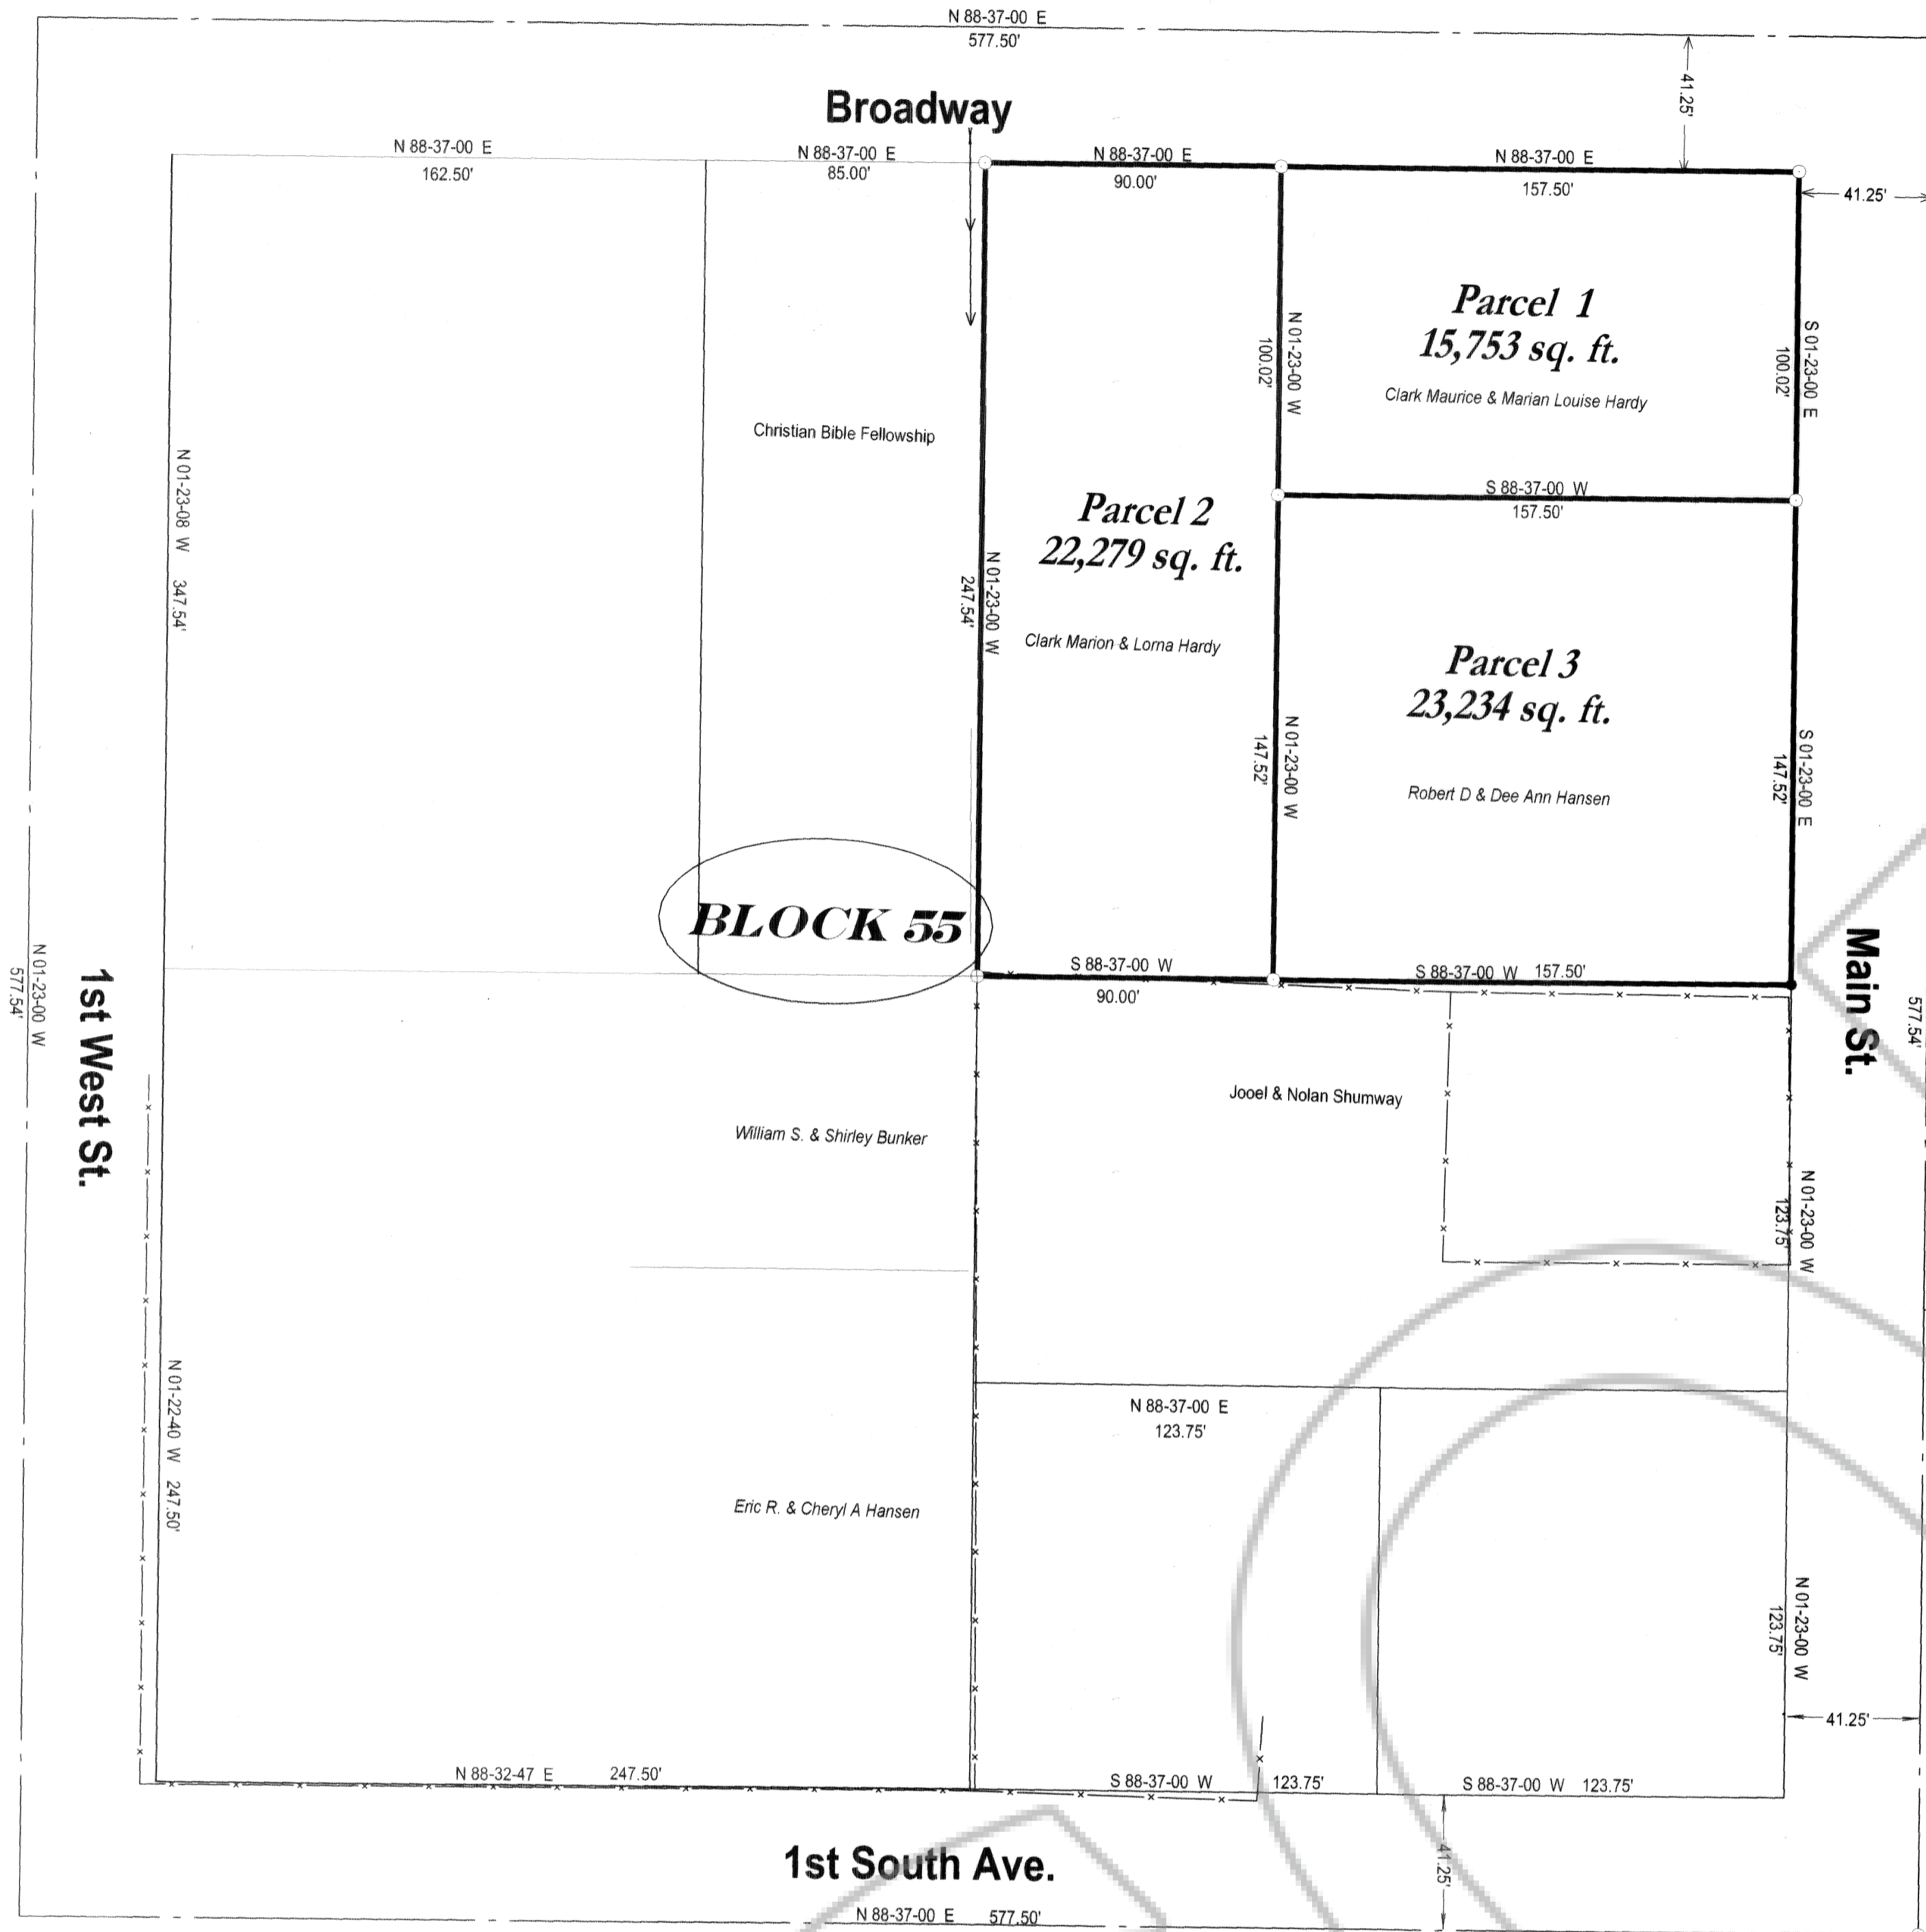 N 88-37-00 E
577.50'
41.25'
Broadway
N 88-37-00 E
162.50'
N 88-37-00 E
85.00'
N 88-37-00 E
90.00'
N 88-37-00 E
157.50'
41.25'
Parcel 1
15,753 sq. ft.
Clark Maurice & Marian Louise Hardy
N 01-23-00 W
100.02'
S 01-23-00 E
100.02'
Christian Bible Fellowship
N 01-23-08 W 347.54'
S 88-37-00 W
157.50'
Parcel 2
22,279 sq. ft.
Clark Marion & Lorna Hardy
N 01-23-00 W
247.54'
Parcel 3
23,234 sq. ft.
Robert D & Dee Ann Hansen
N 01-23-00 W
147.52'
S 01-23-00 E
147.52'
BLOCK 55
S 88-37-00 W
90.00'
S 88-37-00 W 157.50'
Main St.
577.54'
1st West St.
N 01-23-00 W
577.54'
Jooel & Nolan Shumway
William S. & Shirley Bunker
N 01-23-00 W
123.75'
N 01-22-40 W 247.50'
N 88-37-00 E
123.75'
Eric R. & Cheryl A Hansen
N 01-23-00 W
123.75'
41.25'
N 88-32-47 E 247.50'
S 88-37-00 W 123.75'
S 88-37-00 W 123.75'
41.25'
1st South Ave.
N 88-37-00 E 577.50'